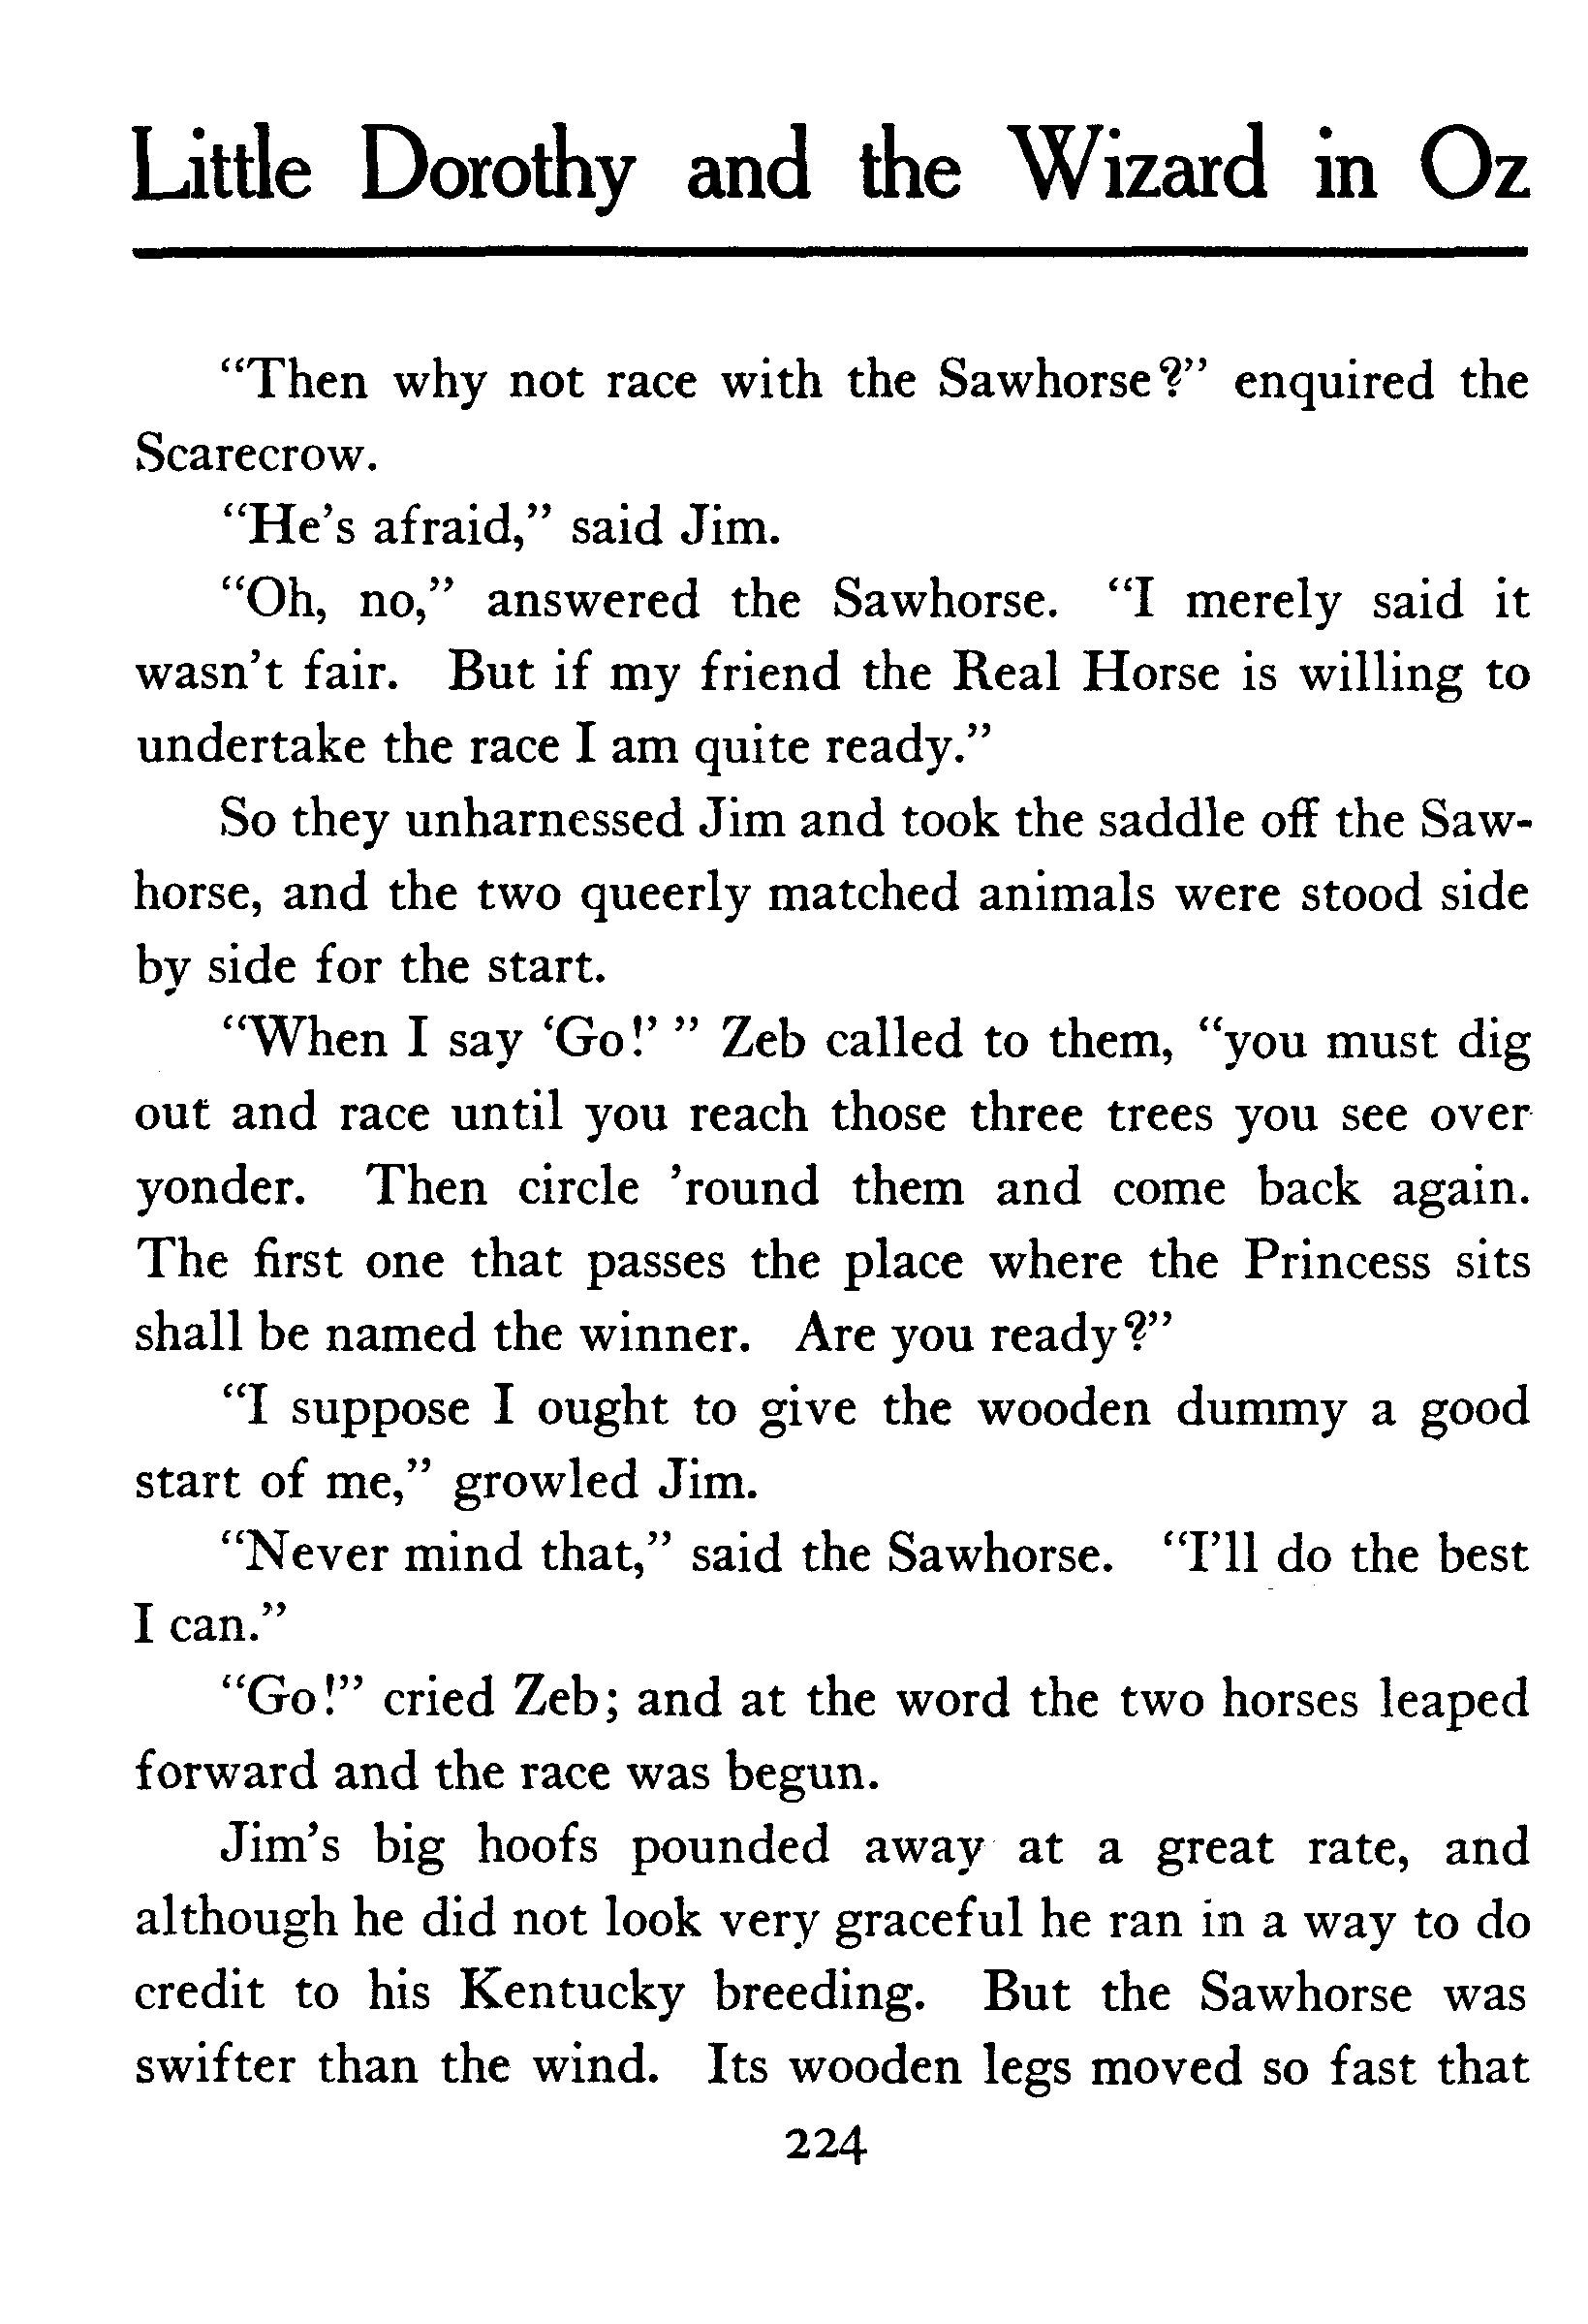 Little Dorothy and the Wizard in Oz
“Then why not race with the Sawhorse?” enquired the
Scarecrow.
“He’s afraid,” said Jim.
“Oh, no,” answered the Sawhorse. “I merely said it
wasn’t fair. But if my friend the Real Horse is willing to
undertake the race I am quite ready.”
So they unharnessed Jim and took the saddle off the Saw-
horse, and the two queerly matched animals were stood side
by side for the start.
“When I say ‘Go!’ ” Zeb called to them, “you must dig
out and race until you reach those three trees you see over
yonder. Then circle ’round them and come back again.
The first one that passes the place where the Princess sits
shall be named the winner. Are you ready?”
“I suppose I ought to give the wooden dummy a good
start of me,” growled Jim.
“Never mind that,” said the Sawhorse. “I’ll do the best
I can.”
“Go!” cried Zeb; and at the word the two horses leaped
forward and the race was begun.
Jim’s big hoofs pounded away at a great rate, and
although he did not look very graceful he ran in a way to do
credit to his Kentucky breeding. But the Sawhorse was
swifter than the wind. Its wooden legs moved so fast that
224